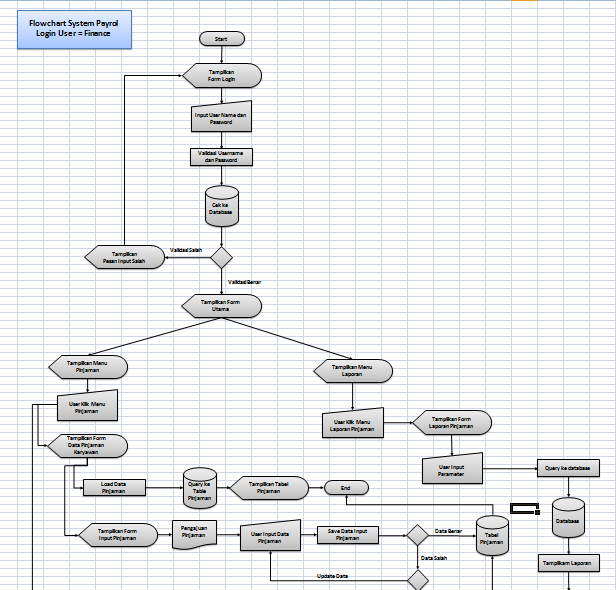 Flowchart System Payrol
Login User = Finance
Start
Tampilkan
Form Login
Input User Name dan
Password
Validasi Username
dan Password
Cek ke
Database
Validasi Salah
Tampilkan
Pesan Input Salah
Validasi Benar
Tampilkan Form
Utama
Tampilkan Menu
Pinjaman
Tampilkan Menu
Laporan
User Klik Menu
Pinjaman
User Klik Menu
Laporan Pinjaman
Tampilkan Form
Laporan Pinjaman
Tampilkan Form
Data Pinjaman
Karyawan
User Input
Parameter
Query ke database
Load Data
Pinjaman
Query ke
Table
Pinjaman
Tampilkan Tabel
Pinjaman
End
Database
Tampilkan Form
Input Pinjaman
Pengajuan
Pinjaman
User Input Data
Pinjaman
Save Data Input
Pinjaman
Data Benar
Tabel
Pinjaman
Data Salah
Tampilkam Laporan
Update Data